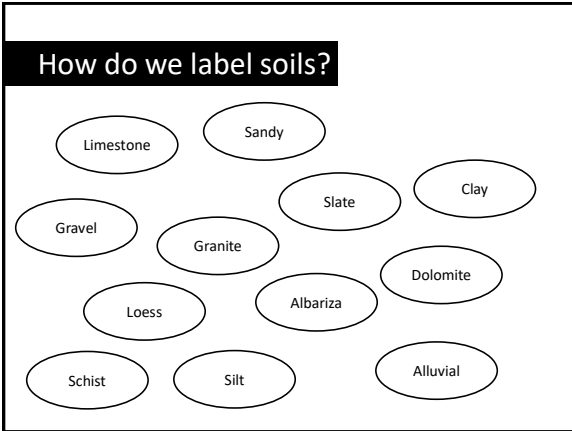 How do we label soils?
Limestone
Sandy
Slate
Clay
Gravel
Granite
Dolomite
Loess
Albariza
Schist
Silt
Alluvial